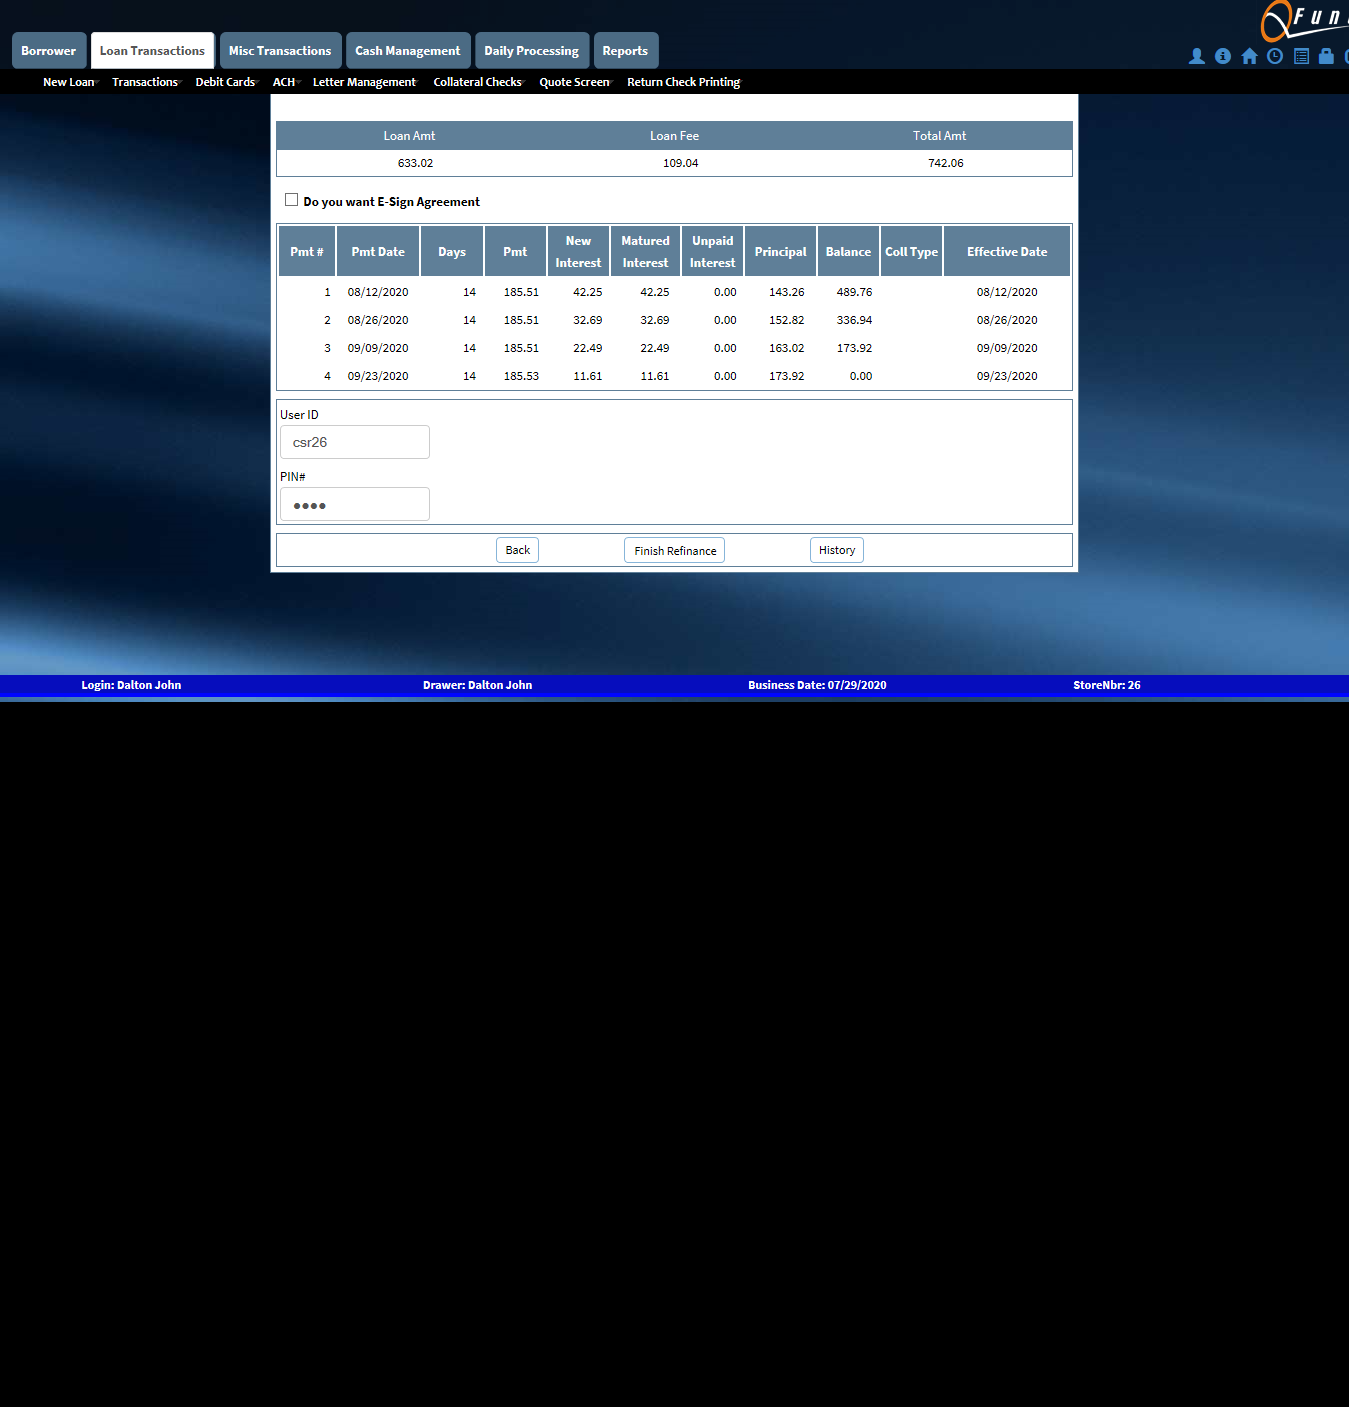 Fun
Borrower Loan Transactions Misc Transactions Cash Management Daily Processing Reports
New Loan Transactions Debit Cards ACH Letter Management Collateral Checks Quote Screen Return Check Printing
Loan Amt Loan Fee Total Amt
633.02 109.04 742.06
Do you want E-Sign Agreement
Pmt # Pmt Date Days Pmt New Interest Matured Interest Unpaid Interest Principal Balance Coll Type Effective Date
1 08/12/2020 14 185.51 42.25 42.25 0.00 143.26 489.76 08/12/2020
2 08/26/2020 14 185.51 32.69 32.69 0.00 152.82 336.94 08/26/2020
3 09/09/2020 14 185.51 22.49 22.49 0.00 163.02 173.92 09/09/2020
4 09/23/2020 14 185.53 11.61 11.61 0.00 173.92 0.00 09/23/2020
User ID
csr26
PIN#
●●●●
Back Finish Refinance History
Login: Dalton John Drawer: Dalton John Business Date: 07/29/2020 StoreNbr: 26